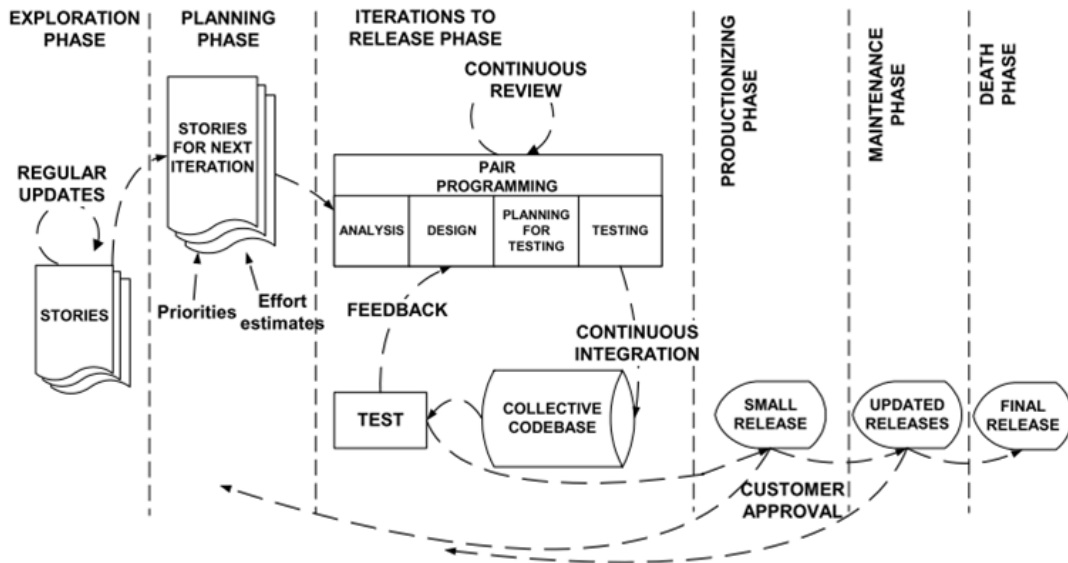 EXPLORATION
PHASE
PLANNING
PHASE
ITERATIONS TO
RELEASE PHASE
PRODUCTIONIZING
PHASE
MAINTENANCE
PHASE
DEATH
PHASE
CONTINUOUS
REVIEW
STORIES
FOR NEXT
ITERATION
REGULAR
UPDATES
PAIR
PROGRAMMING
ANALYSIS
DESIGN
PLANNING
FOR
TESTING
TESTING
STORIES
Priorities
Effort
estimates
FEEDBACK
CONTINUOUS
INTEGRATION
TEST
COLLECTIVE
CODEBASE
SMALL
RELEASE
UPDATED
RELEASES
FINAL
RELEASE
CUSTOMER
APPROVAL